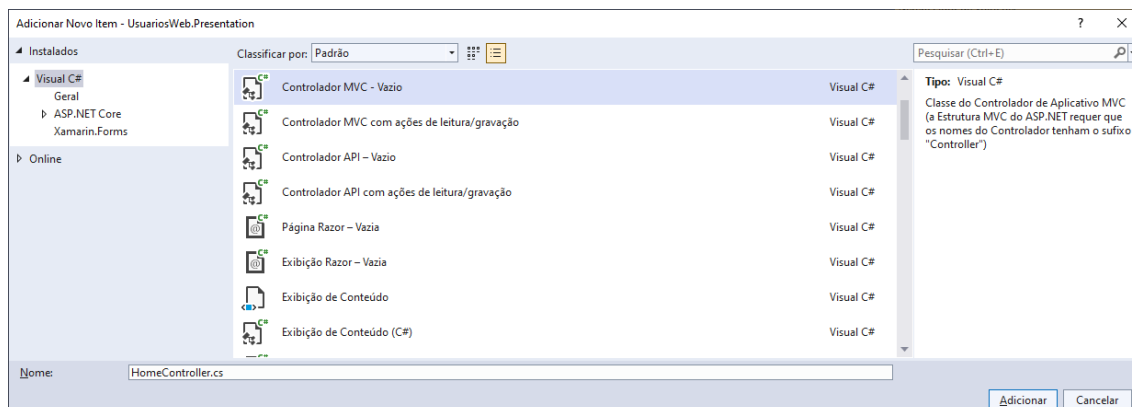 Adicionar Novo Item - UsuariosWeb.Presentation
? ×
Instalados
Classificar por: Padrão
Pesquisar (Ctrl+E)
Visual C#
Geral
ASP.NET Core
Xamarin.Forms
Online
Controlador MVC - Vazio Visual C#
Controlador MVC com ações de leitura/gravação Visual C#
Controlador API – Vazio Visual C#
Controlador API com ações de leitura/gravação Visual C#
Página Razor – Vazia Visual C#
Exibição Razor – Vazia Visual C#
Exibição de Conteúdo Visual C#
Exibição de Conteúdo (C#) Visual C#
Tipo: Visual C#
Classe do Controlador de Aplicativo MVC
(a Estrutura MVC do ASP.NET requer que
os nomes do Controlador tenham o sufixo
"Controller")
Nome: HomeController.cs
Adicionar Cancelar